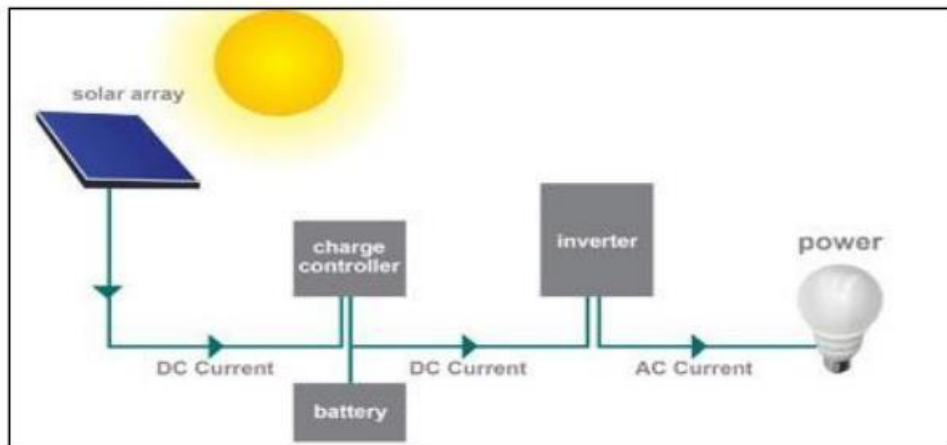 solar array
charge
controller
inverter
power
DC Current
DC Current
AC Current
battery